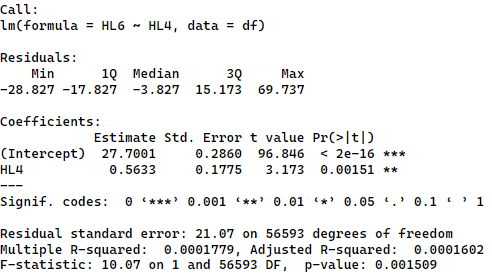 Call:
lm(formula = HL6 ~ HL4, data = df)
Residuals:
    Min      1Q  Median      3Q     Max
-28.827 -17.827  -3.827  15.173  69.737
Coefficients:
            Estimate Std. Error t value Pr(>|t|)
(Intercept)  27.7001     0.2860  96.846  < 2e-16 ***
HL4           0.5633     0.1775   3.173  0.00151 **
---
Signif. codes:  0 ‘***’ 0.001 ‘**’ 0.01 ‘*’ 0.05 ‘.’ 0.1 ‘ ’ 1
Residual standard error: 21.07 on 56593 degrees of freedom
Multiple R-squared:  0.0001779, Adjusted R-squared:  0.0001602
F-statistic: 10.07 on 1 and 56593 DF,  p-value: 0.001509